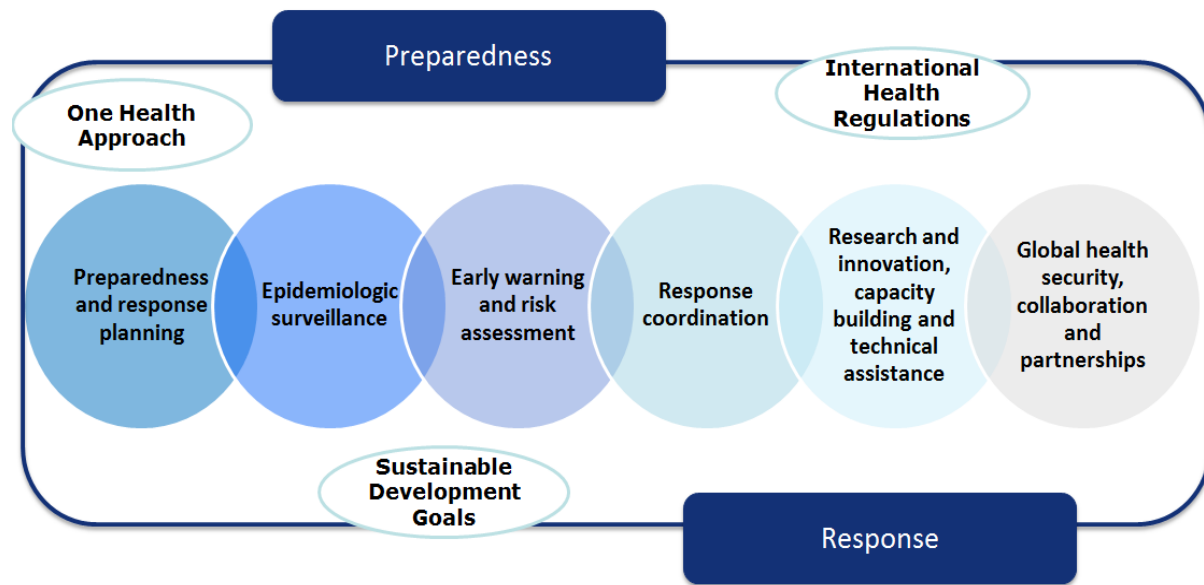 Preparedness
One Health
Approach
International
Health
Regulations
Preparedness
and response
planning
Epidemiologic
surveillance
Early warning
and risk
assessment
Response
coordination
Research and
innovation,
capacity
building and
technical
assistance
Global health
security,
collaboration
and
partnerships
Sustainable
Development
Goals
Response